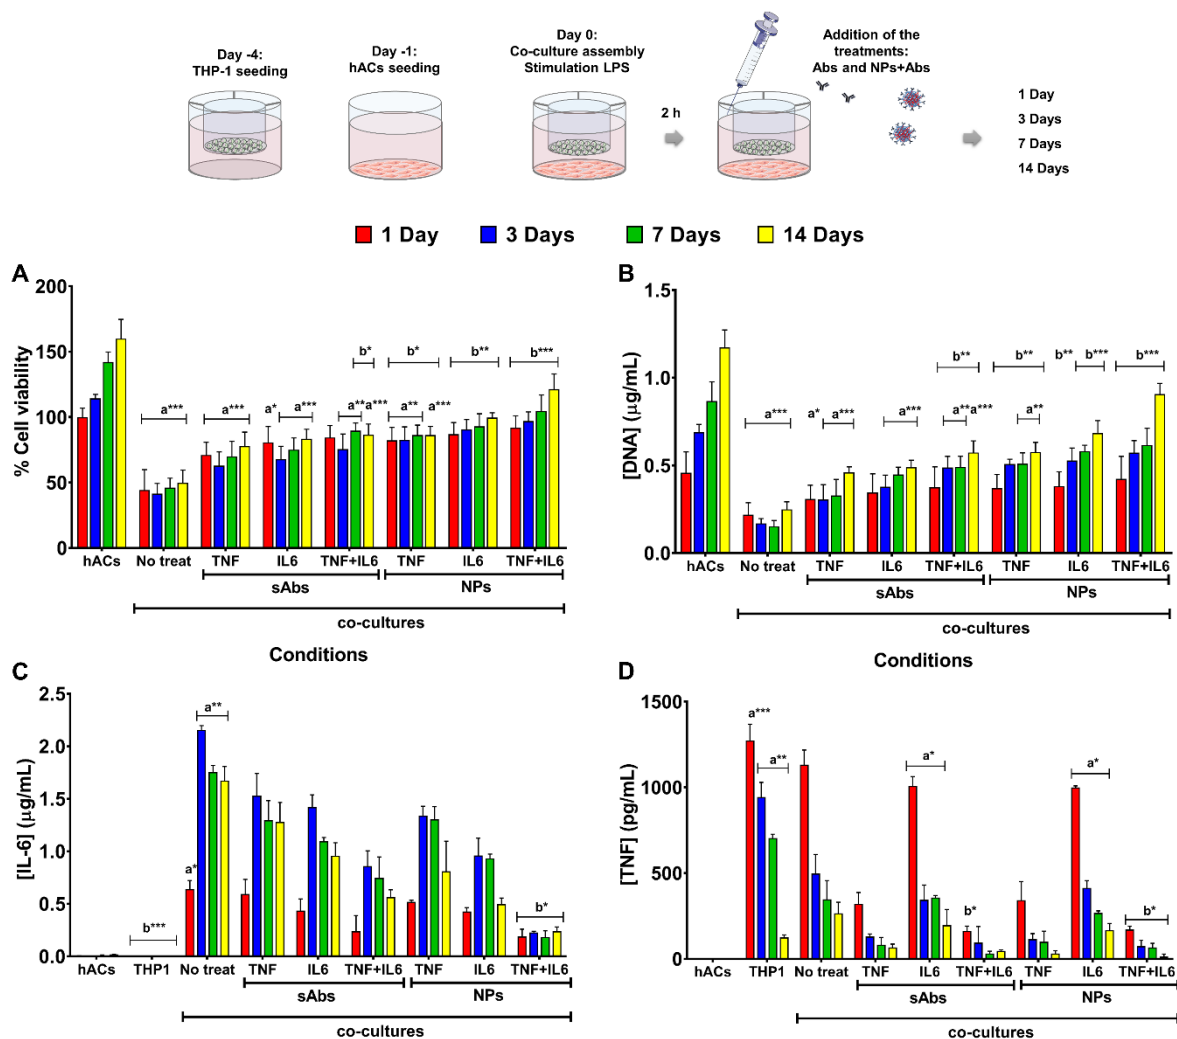 Day -4:
THP-1 seeding
Day -1:
hACs seeding
Day 0:
Co-culture assembly
Stimulation LPS
2 h
Addition of the
treatments:
Abs and NPs+Abs
1 Day
3 Days
7 Days
14 Days
1 Day 3 Days 7 Days 14 Days
A
% Cell viability
200
150
100
50
0
a***
a***
a*
a***
a**
a***
b*
a**
a***
b*
b**
b***
hACs No treat TNF IL6 TNF+IL6 TNF IL6 TNF+IL6
sAbs NPs
co-cultures
Conditions
B
[DNA] (µg/mL)
1.5
1.0
0.5
0.0
a***
a*
a***
a***
a**
a***
b**
a**
b**
b**
b***
b***
hACs No treat TNF IL6 TNF+IL6 TNF IL6 TNF+IL6
sAbs NPs
co-cultures
Conditions
C
[IL-6] (µg/mL)
2.5
2.0
1.5
1.0
0.5
0.0
b***
a*
a**
b*
hACs THP1 No treat TNF IL6 TNF+IL6 TNF IL6 TNF+IL6
sAbs NPs
co-cultures
D
[TNF] (pg/mL)
1500
1000
500
0
a***
a**
a*
b*
a*
b*
hACs THP1 No treat TNF IL6 TNF+IL6 TNF IL6 TNF+IL6
sAbs NPs
co-cultures